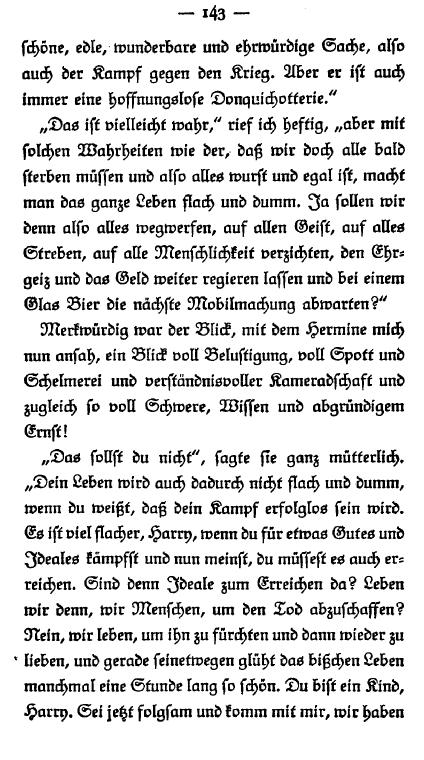 — 143 —
schöne, edle, wunderbare und ehrwürdige Sache, also
auch der Kampf gegen den Krieg. Aber er ist auch
immer eine hoffnungslose Donquichotterie.“
„Das ist vielleicht wahr,“ rief ich heftig, „aber mit
solchen Wahrheiten wie der, daß wir doch alle bald
sterben müssen und also alles wurst und egal ist, macht
man das ganze Leben flach und dumm. Ja sollen wir
denn also alles wegwerfen, auf allen Geist, auf alles
Streben, auf alle Menschlichkeit verzichten, den Ehr-
geiz und das Geld weiter regieren lassen und bei einem
Glas Bier die nächste Mobilmachung abwarten?“
Merkwürdig war der Blick, mit dem Hermine mich
nun ansah, ein Blick voll Belustigung, voll Spott und
Schelmerei und verständnisvoller Kameradschaft und
zugleich so voll Schwere, Wissen und abgründigem
Ernst!
„Das sollst du nicht“, sagte sie ganz mütterlich.
„Dein Leben wird auch dadurch nicht flach und dumm,
wenn du weißt, daß dein Kampf erfolglos sein wird.
Es ist viel flacher, Harry, wenn du für etwas Gutes und
Ideales kämpfst und nun meinst, du müssest es auch er-
reichen. Sind denn Ideale zum Erreichen da? Leben
wir denn, wir Menschen, um den Tod abzuschaffen?
Nein, wir leben, um ihn zu fürchten und dann wieder zu
lieben, und gerade seinetwegen glüht das bißchen Leben
manchmal eine Stunde lang so schön. Du bist ein Kind,
Harry. Sei jetzt folgsam und komm mit mir, wir haben